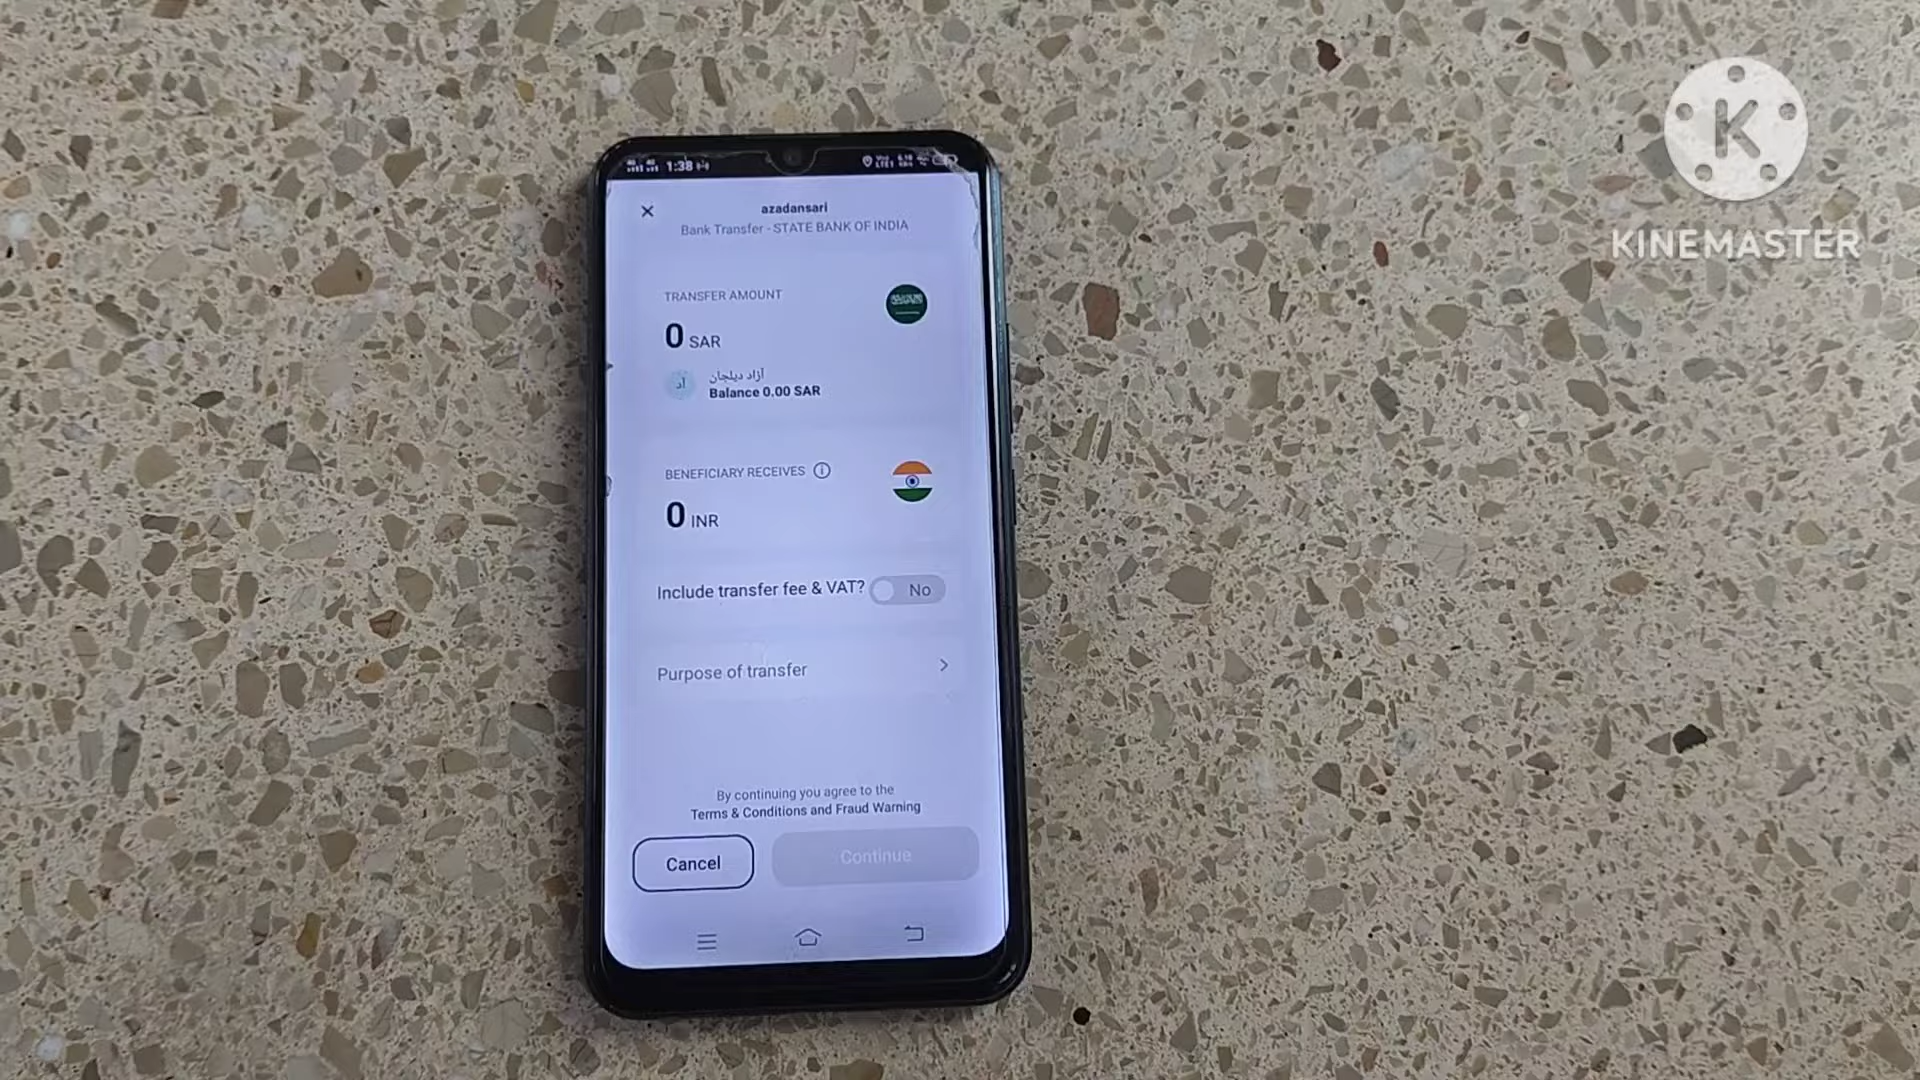 1:38
azadansari
Bank Transfer - STATE BANK OF INDIA
TRANSFER AMOUNT
0 SAR
آزاد ديلجان
Balance 0.00 SAR
BENEFICIARY RECEIVES
0 INR
Include transfer fee & VAT? No
Purpose of transfer
By continuing you agree to the
Terms & Conditions and Fraud Warning
Cancel
Continue
K
KINEMASTER